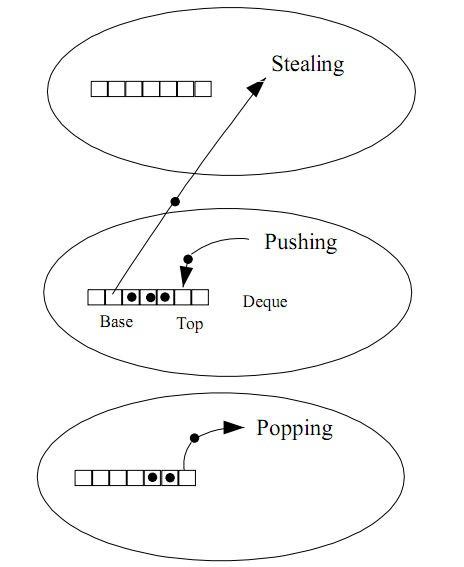 Stealing
Pushing
Deque
Base
Top
Popping